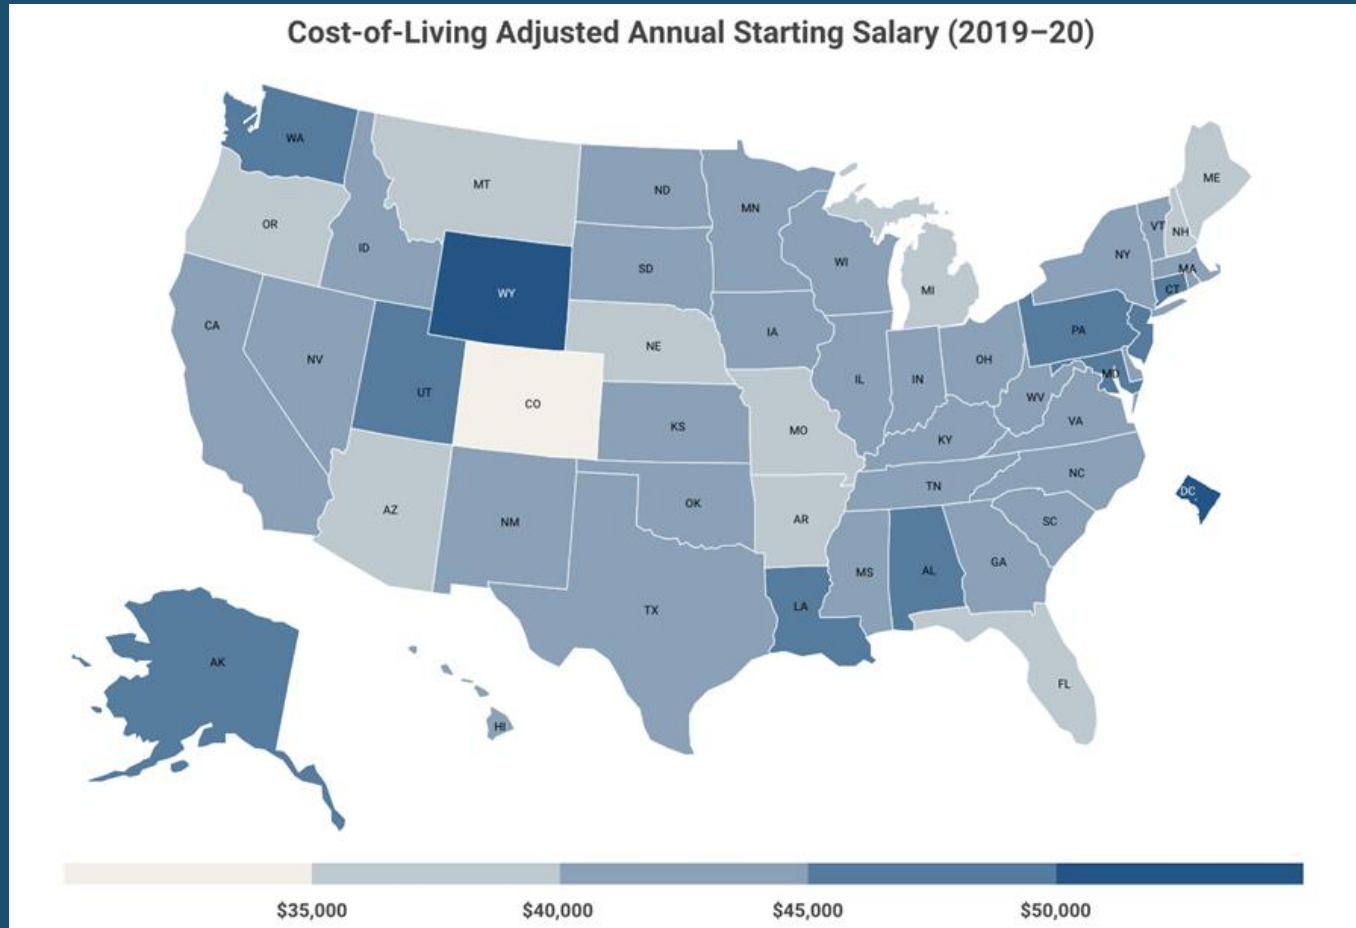 Cost-of-Living Adjusted Annual Starting Salary (2019–20)
WA
MT
ND
MN
ME
OR
ID
VT
NH
NY
WI
SD
MA
MI
CT
WY
CA
IA
PA
NE
NV
OH
MD
IL
IN
UT
WV
CO
VA
KS
MO
KY
NC
TN
DC
OK
AZ
AR
NM
SC
GA
AL
MS
LA
TX
AK
FL
HI
$35,000 $40,000 $45,000 $50,000